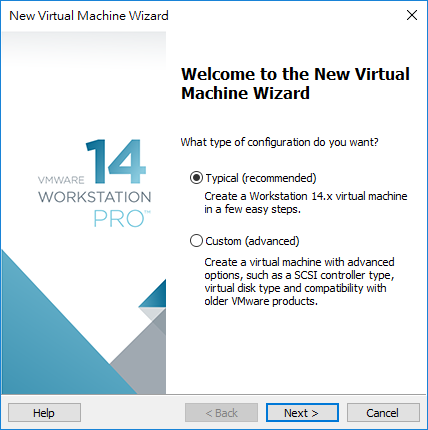 New Virtual Machine Wizard
14
VMWARE
WORKSTATION
PRO™
Welcome to the New Virtual
Machine Wizard
What type of configuration do you want?
Typical (recommended)
Create a Workstation 14.x virtual machine
in a few easy steps.
Custom (advanced)
Create a virtual machine with advanced
options, such as a SCSI controller type,
virtual disk type and compatibility with
older VMware products.
Help
< Back
Next >
Cancel